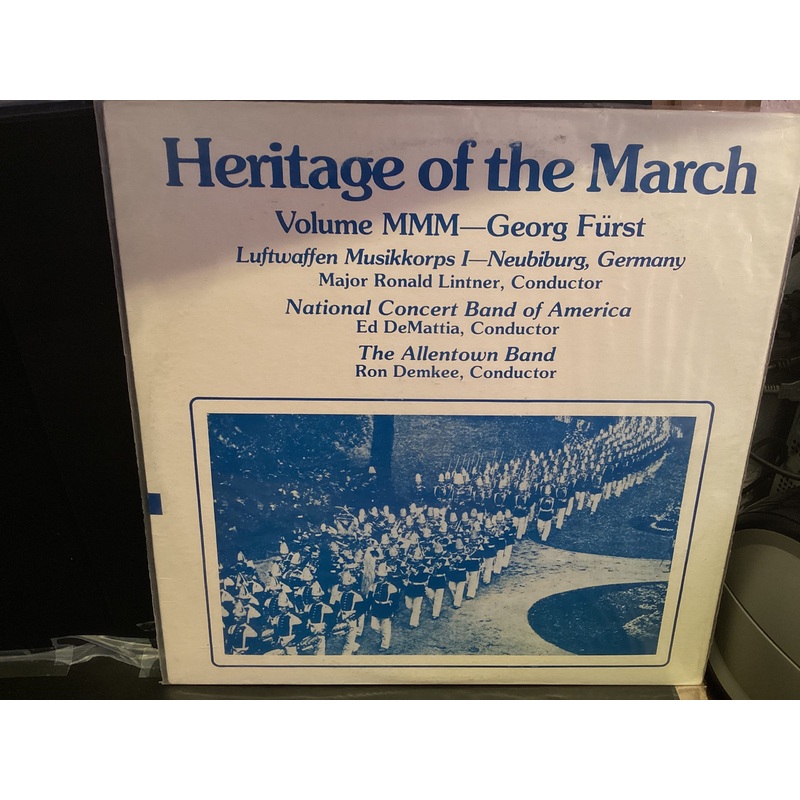 Heritage of the March
Volume MMM—Georg Fürst
Luftwaffen Musikkorps I—Neubiburg, Germany
Major Ronald Lintner, Conductor
National Concert Band of America
Ed DeMattia, Conductor
The Allentown Band
Ron Demkee, Conductor